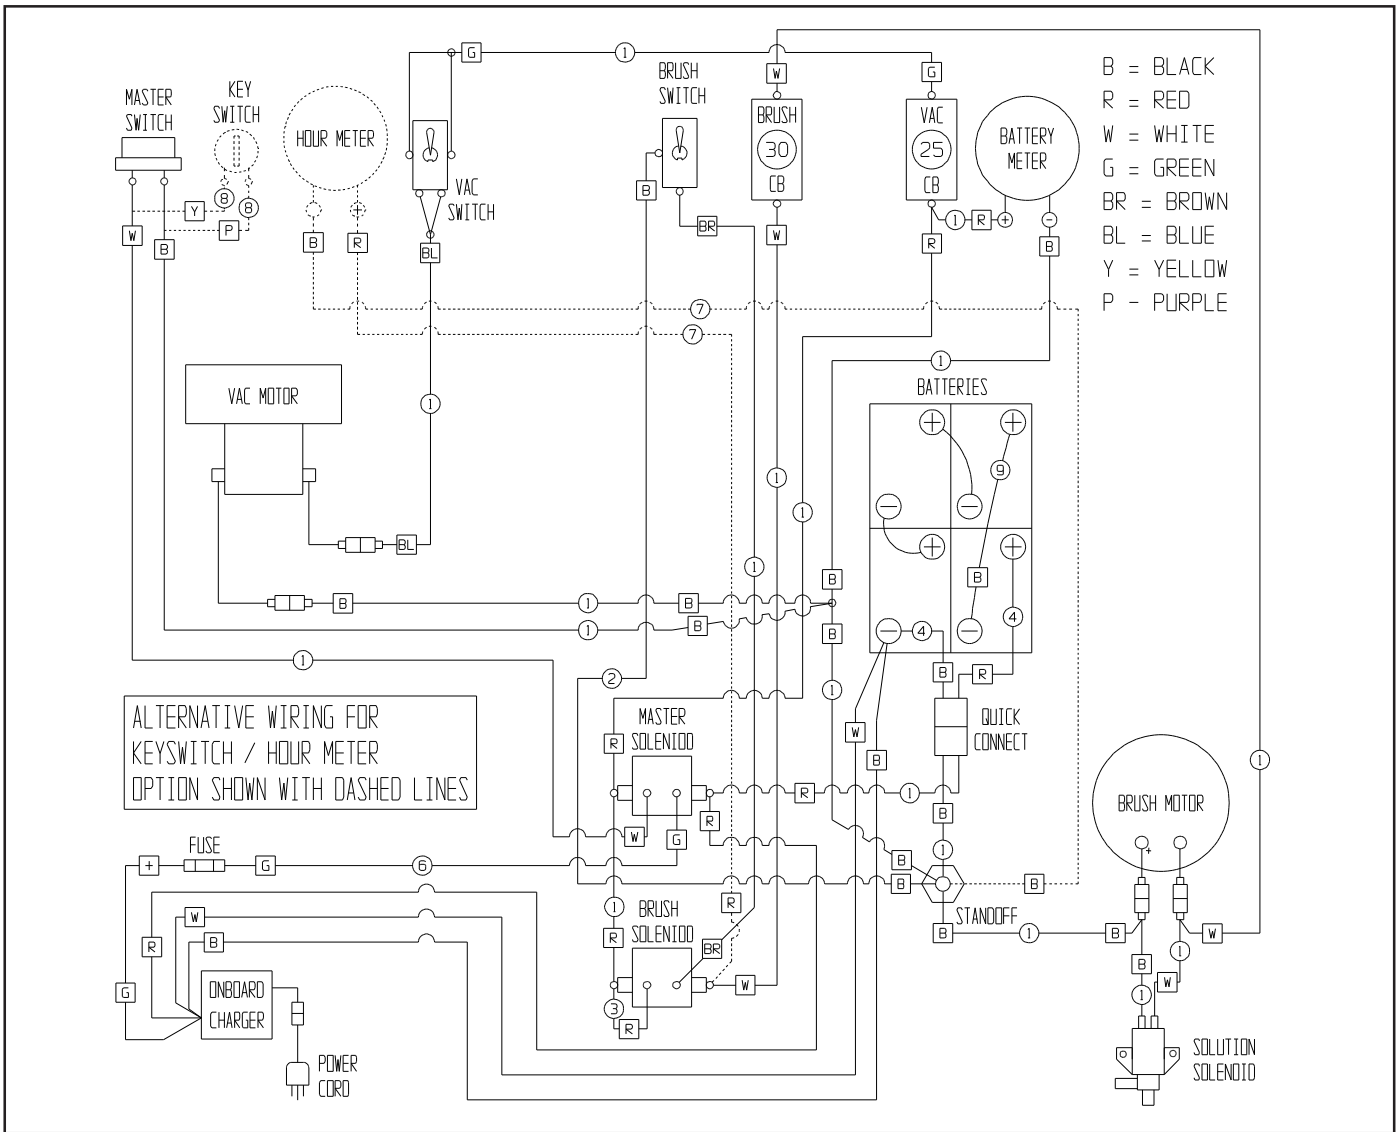 MASTER
SWITCH
KEY
SWITCH
HOUR METER
G
1
BRUSH
SWITCH
W
BRUSH
30
CB
G
VAC
25
CB
BATTERY
METER
B = BLACK
R = RED
W = WHITE
G = GREEN
BR = BROWN
BL = BLUE
Y = YELLOW
P - PURPLE
8
8
Y
P
W
B
B
R
VAC
SWITCH
BL
B
BR
W
1
R
+
-
R
B
7
7
1
BATTERIES
VAC MOTOR
1
+
+
9
1
1
-
-
BL
+
+
1
B
B
B
1
B
B
4
1
B
B
-
4
-
1
2
1
B
R
ALTERNATIVE WIRING FOR
KEYSWITCH / HOUR METER
OPTION SHOWN WITH DASHED LINES
MASTER
SOLENIOD
R
W
B
QUICK
CONNECT
1
R
1
R
W
G
B
BRUSH MOTOR
+
FUSE
+
G
6
1
B
B
B
STANDOFF
R
1
BRUSH
SOLENIOD
R
BR
W
B
1
B
W
W
R
B
B
1
W
1
G
ONBOARD
CHARGER
3
R
W
POWER
CORD
SOLUTION
SOLENOID